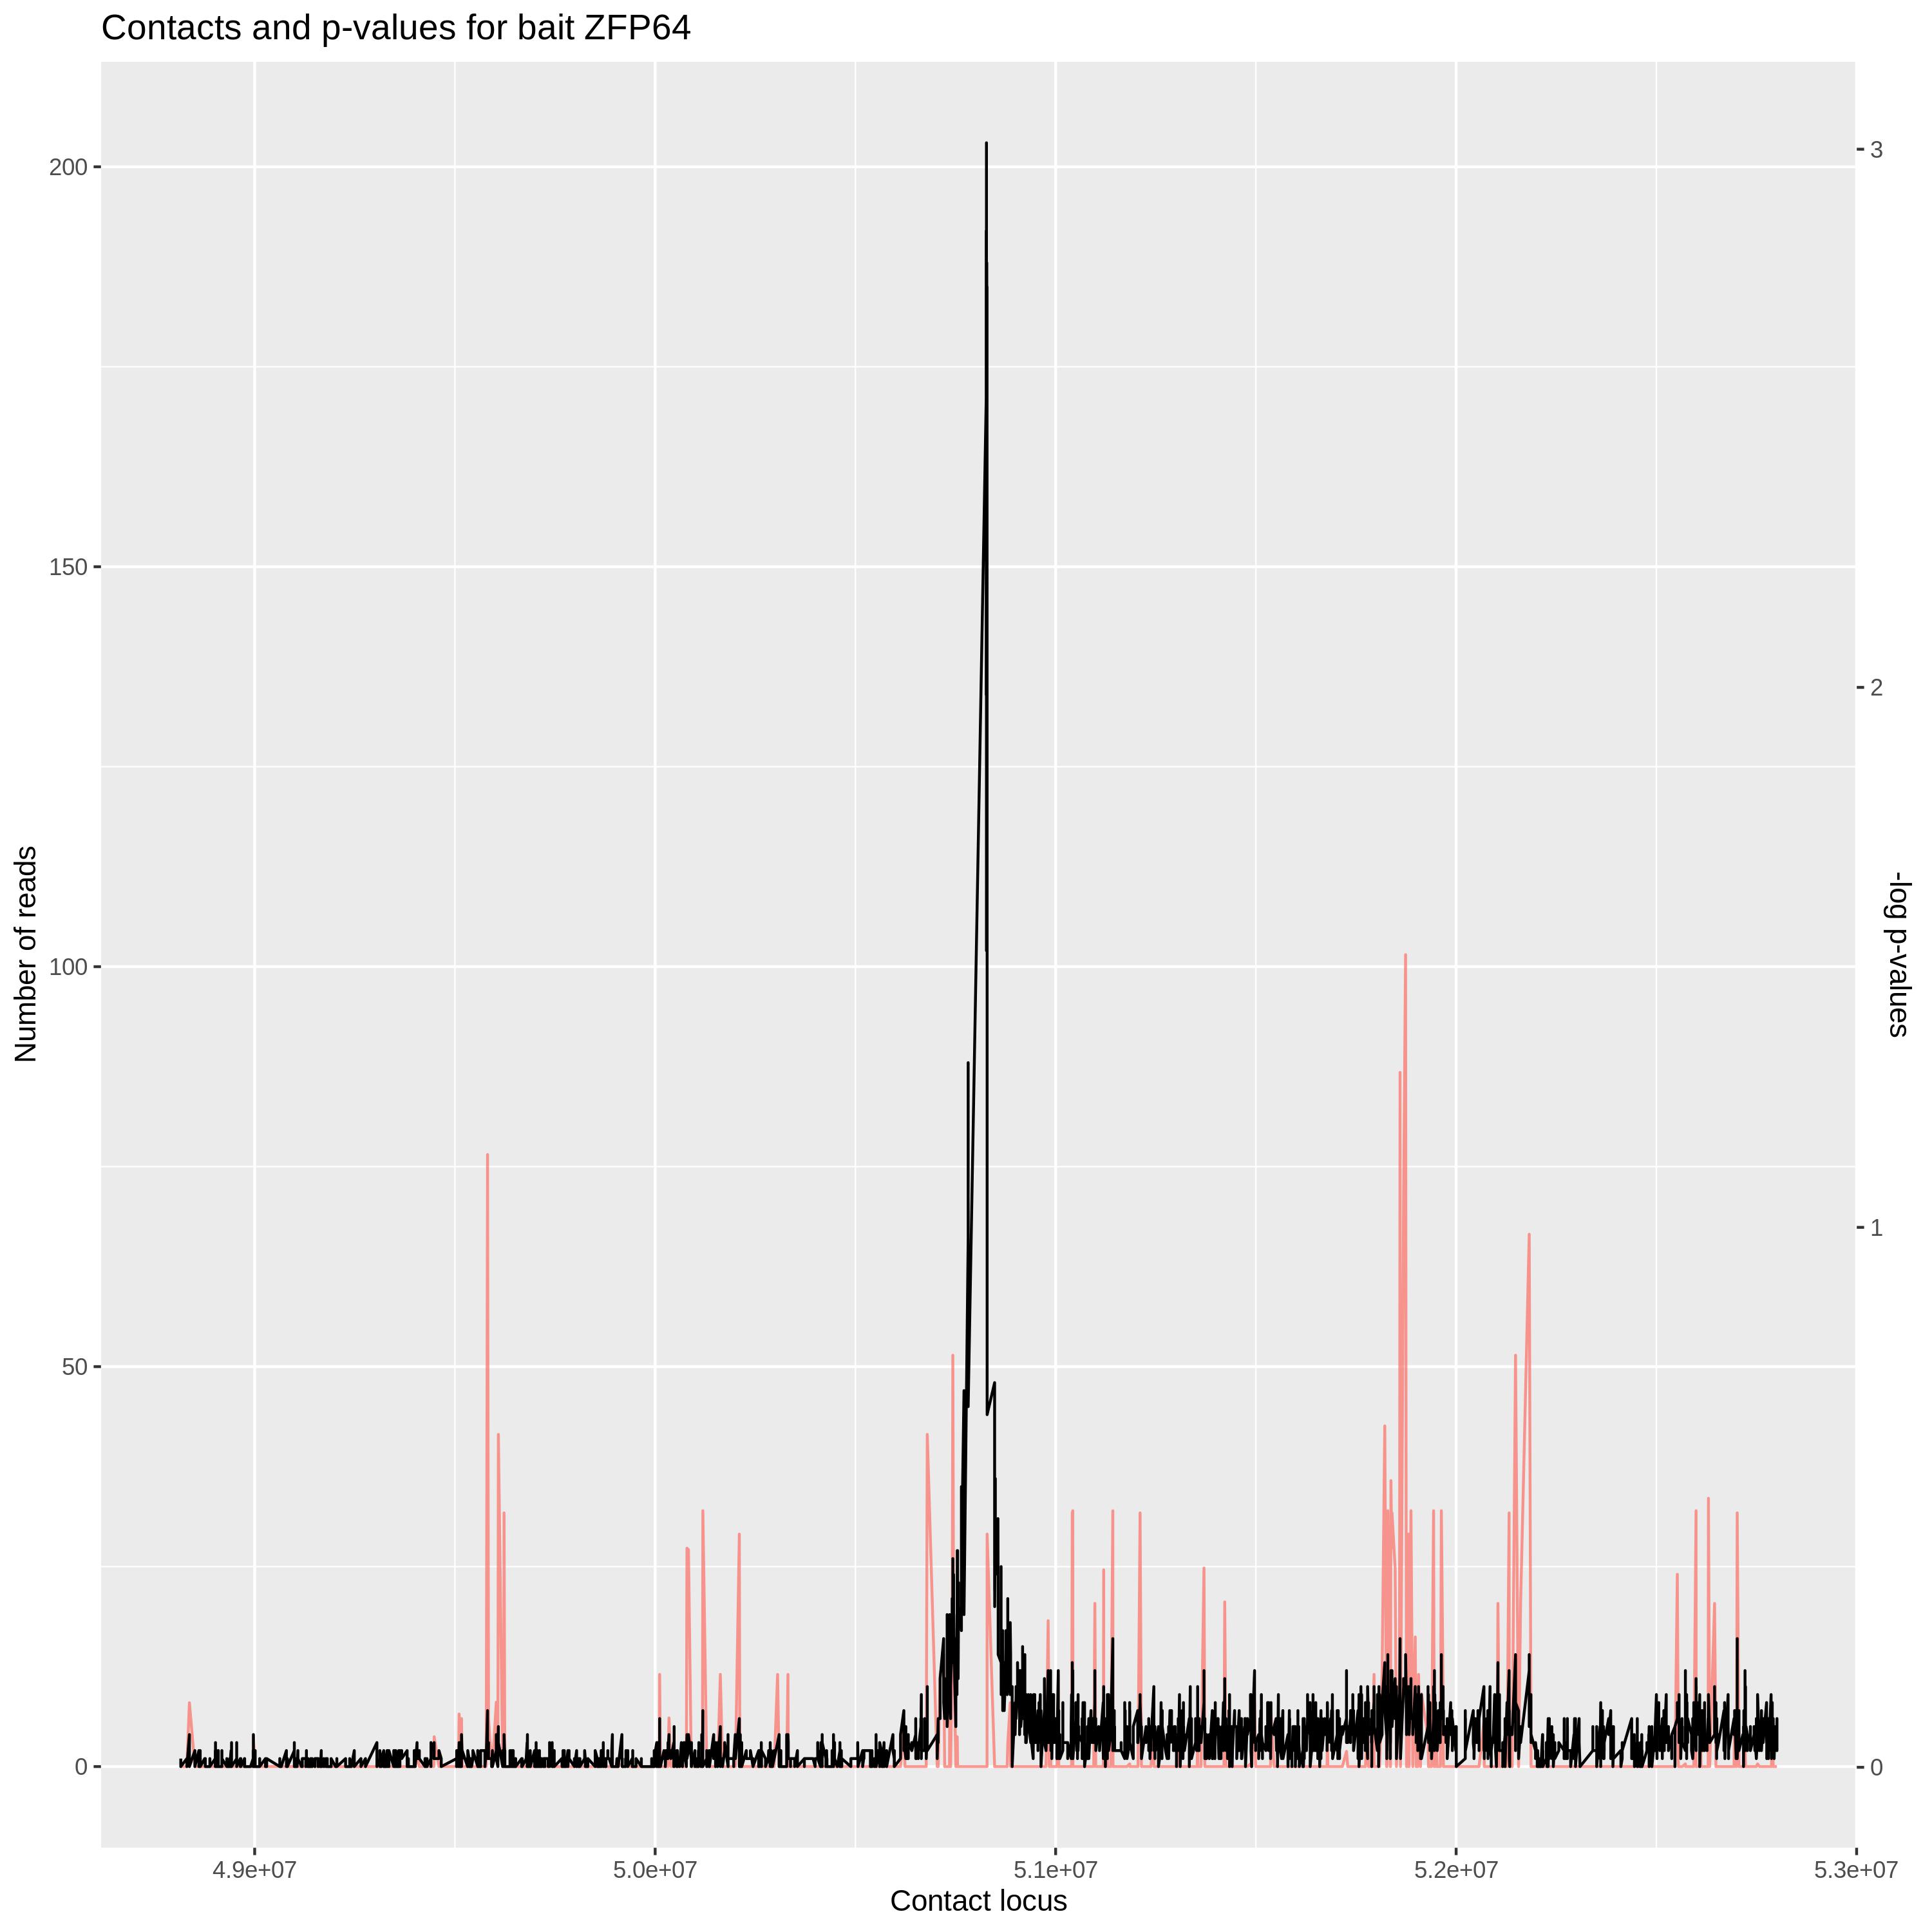 Contacts and p-values for bait ZFP64
200
150
100
50
0
Number of reads
3
2
1
0
-log p-values
4.9e+07 5.0e+07 5.1e+07 5.2e+07 5.3e+07
Contact locus